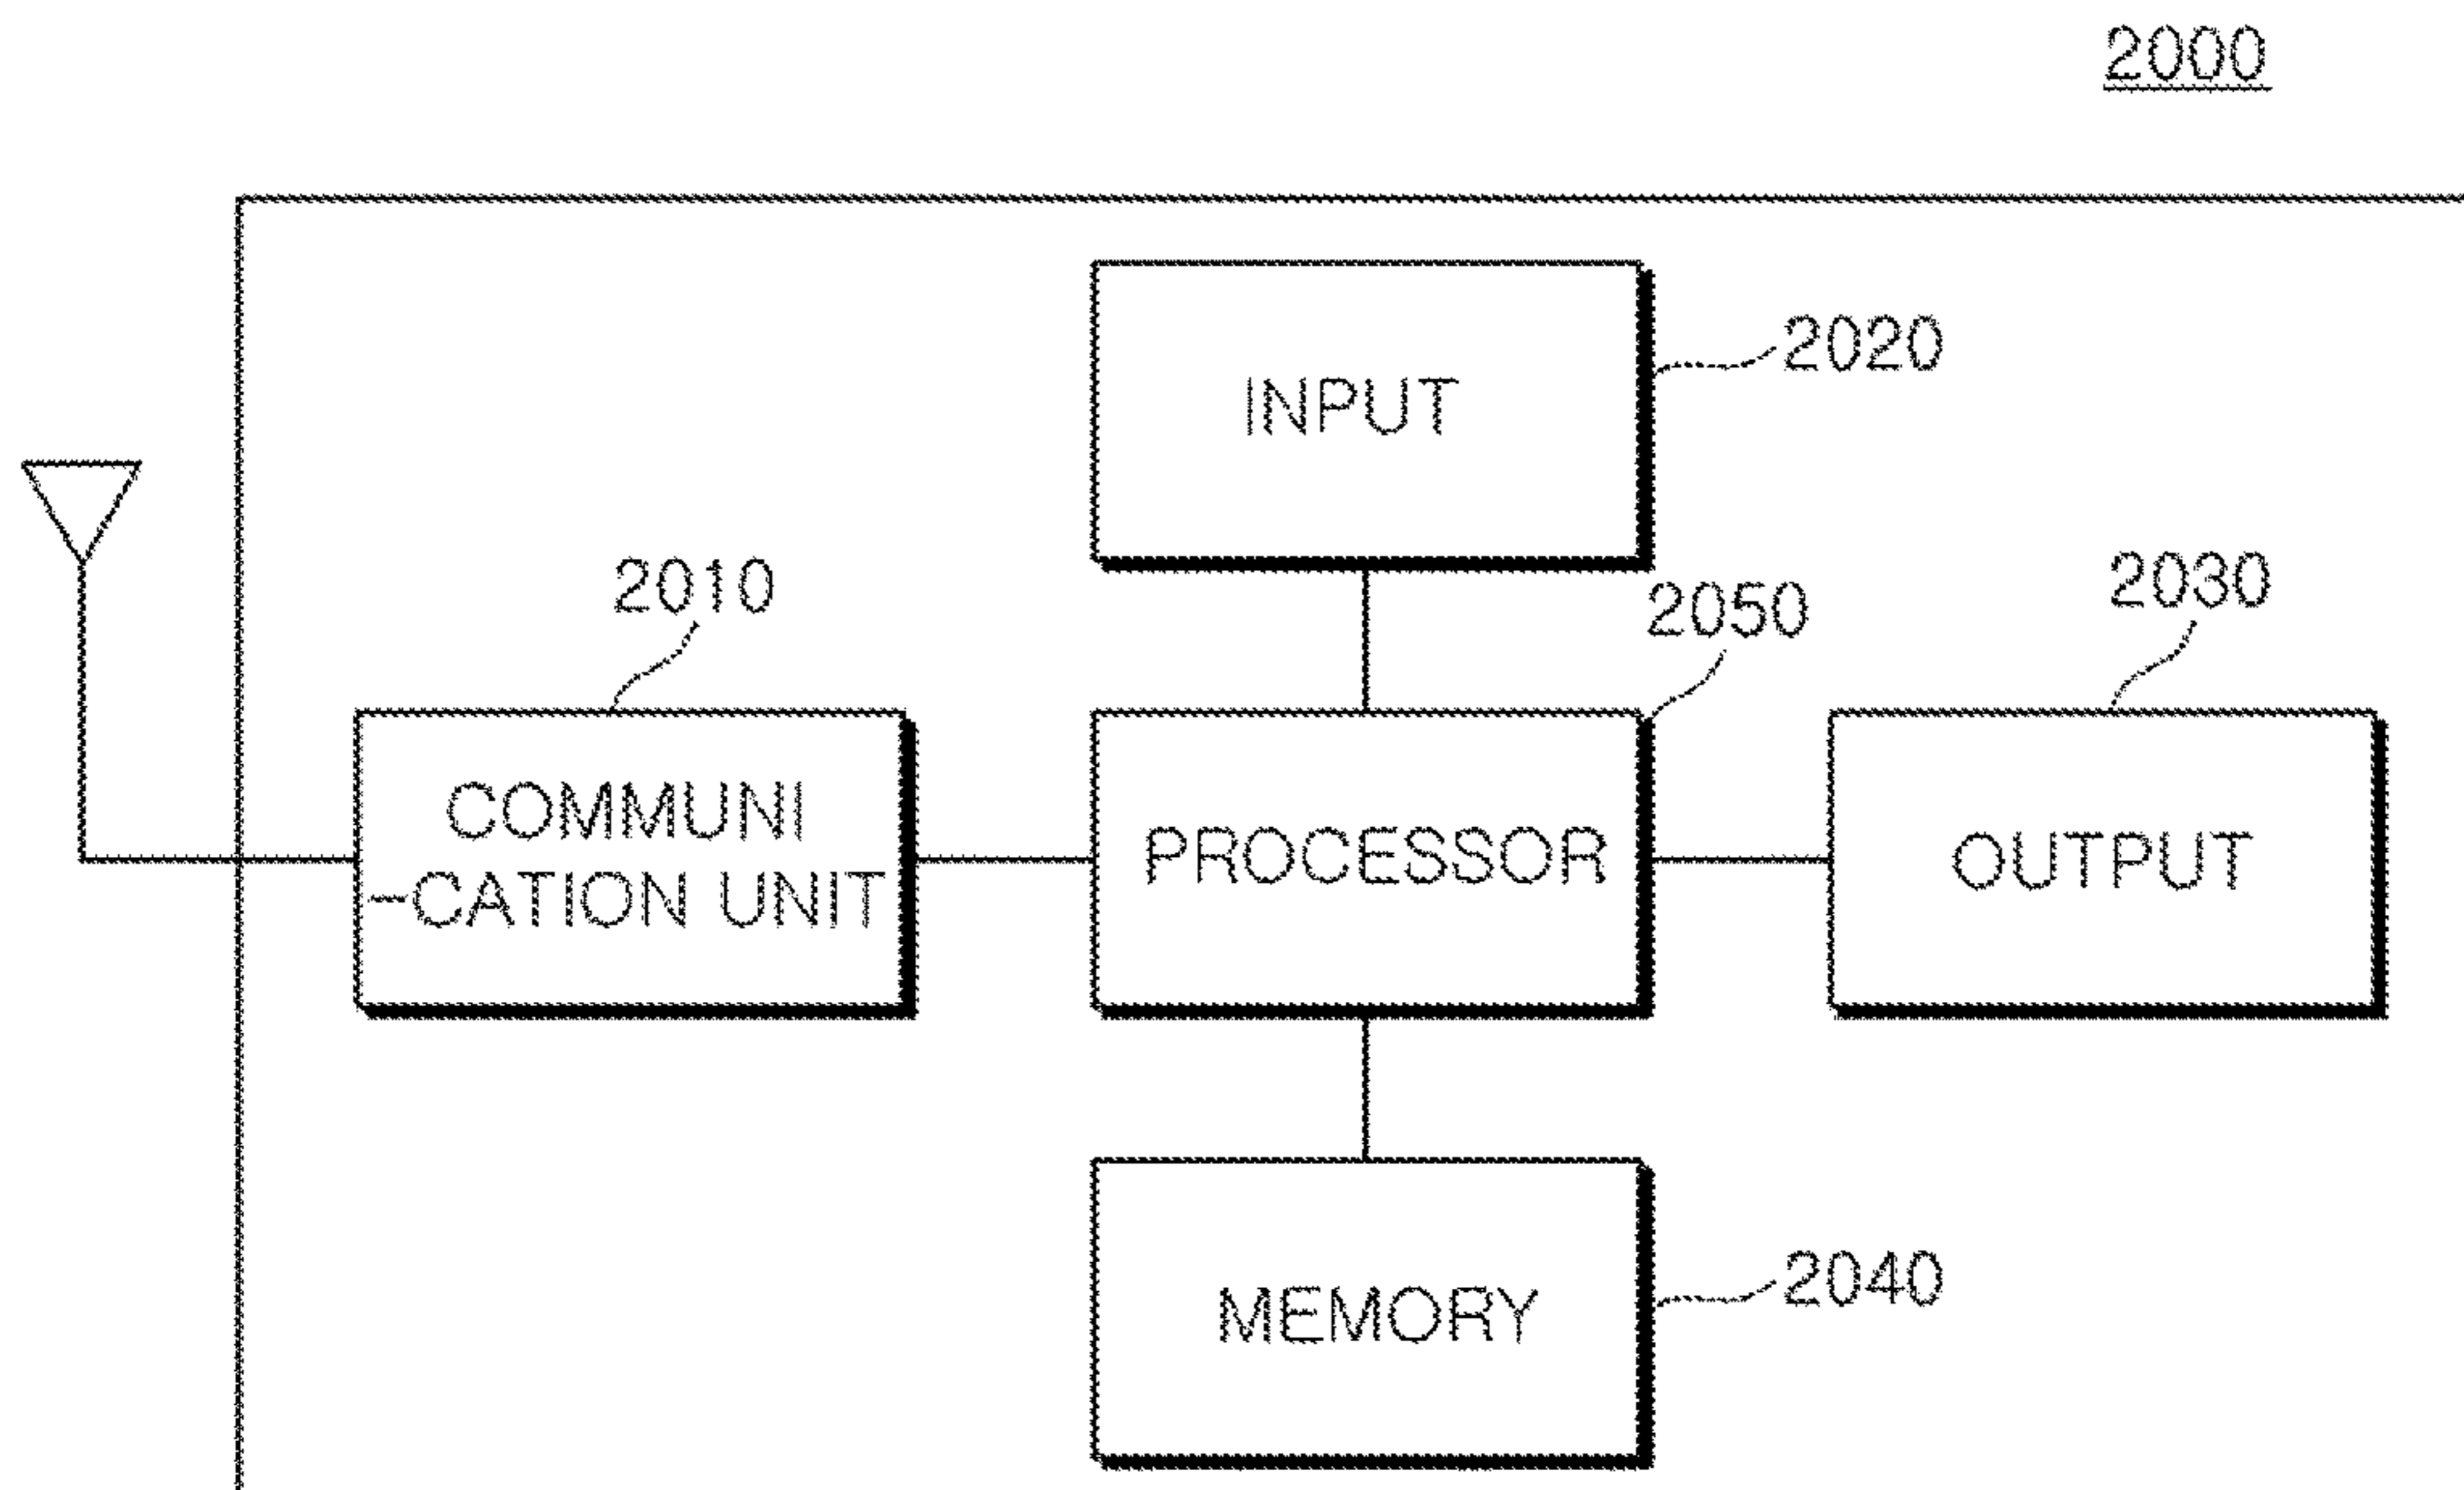 2000
INPUT
2020
2010
2050
2030
COMMUNI
-CATION UNIT
PROCESSOR
OUTPUT
MEMORY
2040